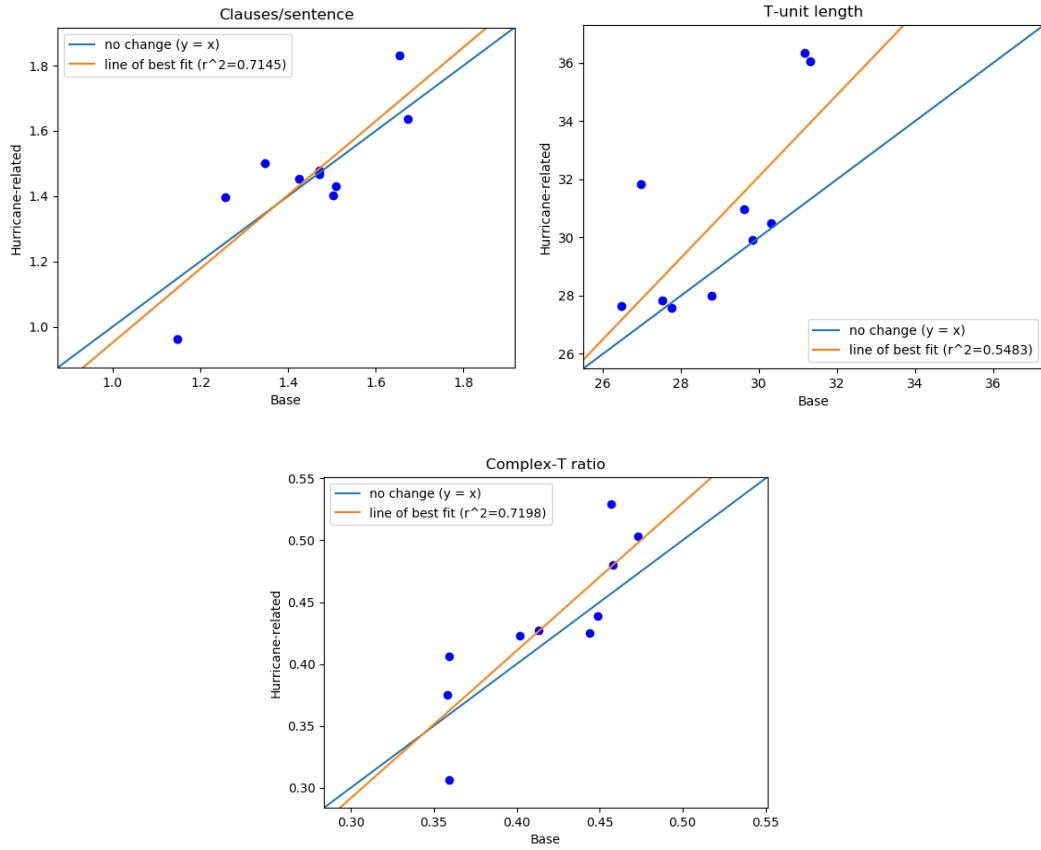 Clauses/sentence
no change (y = x)
line of best fit (r^2=0.7145)
1.8
1.6
1.4
1.2
1.0
Hurricane-related
1.0
1.2
1.4
1.6
1.8
Base
T-unit length
36
34
32
30
28
26
Hurricane-related
no change (y = x)
line of best fit (r^2=0.5483)
26
28
30
32
34
36
Base
Complex-T ratio
no change (y = x)
line of best fit (r^2=0.7198)
0.55
0.50
0.45
0.40
0.35
0.30
Hurricane-related
0.30
0.35
0.40
0.45
0.50
0.55
Base